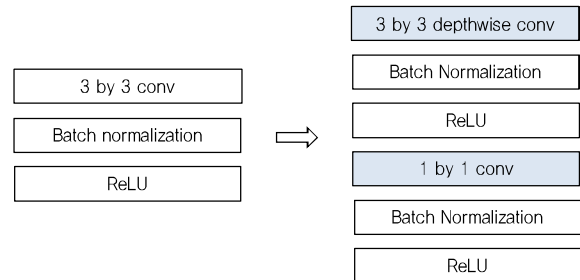 3 by 3 conv
Batch normalization
ReLU
3 by 3 depthwise conv
Batch Normalization
ReLU
1 by 1 conv
Batch Normalization
ReLU